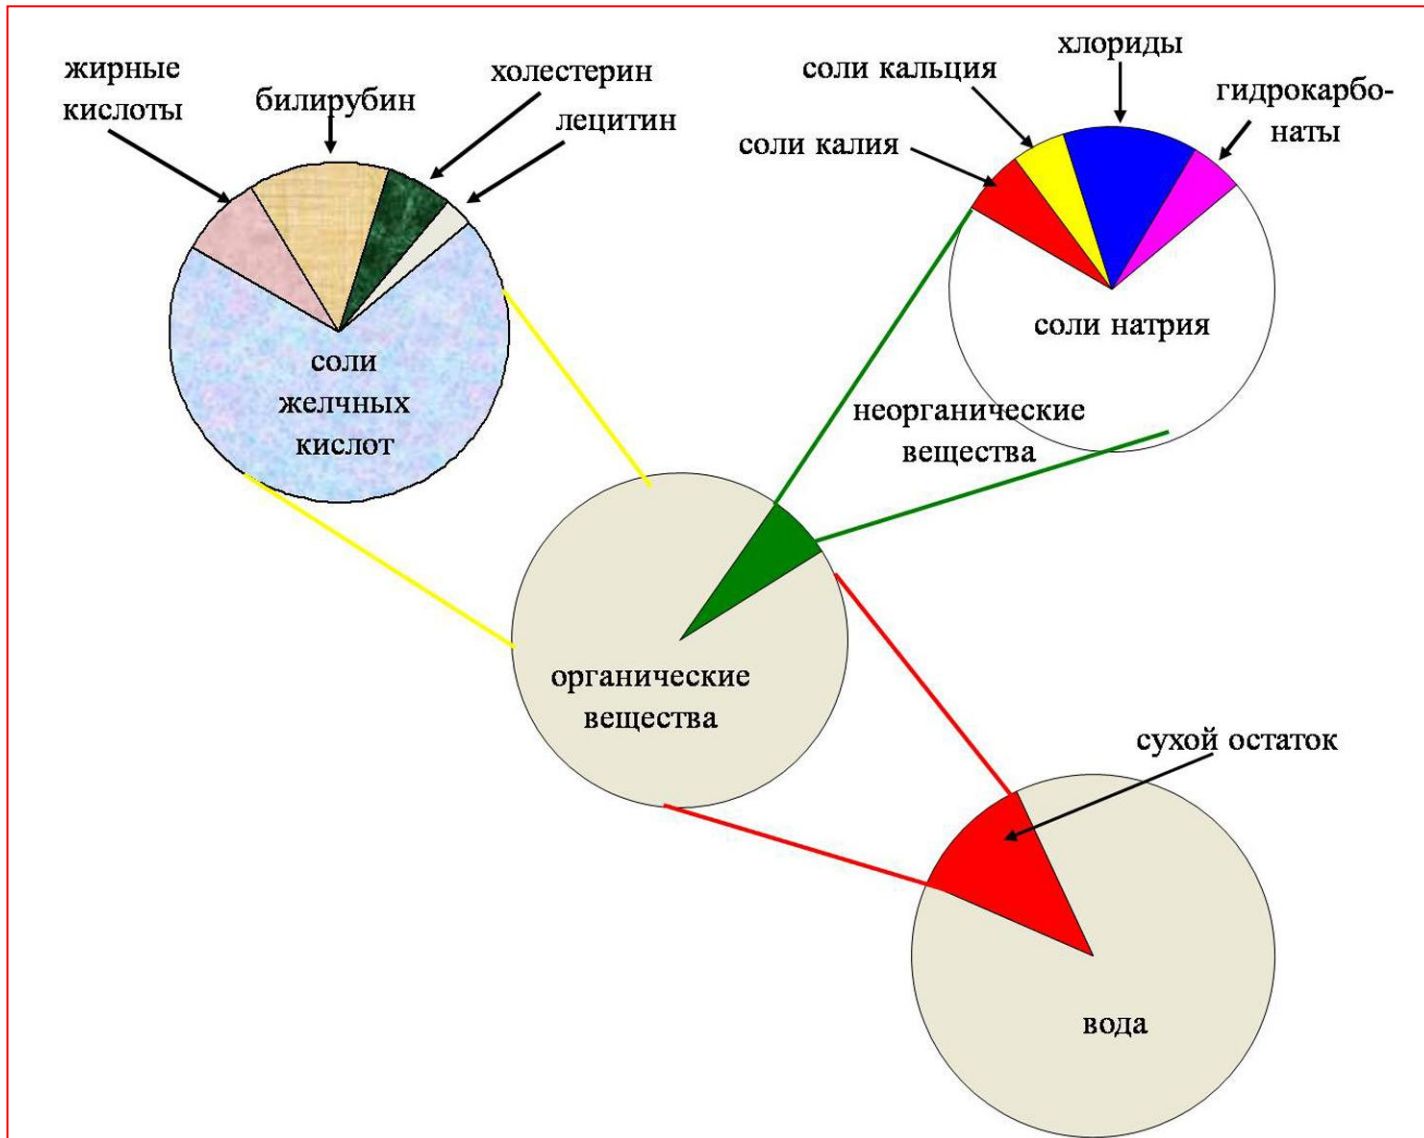 жирные
кислоты
билирубин
холестерин
лецитин
соли
желчных
кислот
соли калия
соли кальция
хлориды
гидрокарбо-
наты
соли натрия
неорганические
вещества
органические
вещества
сухой остаток
вода